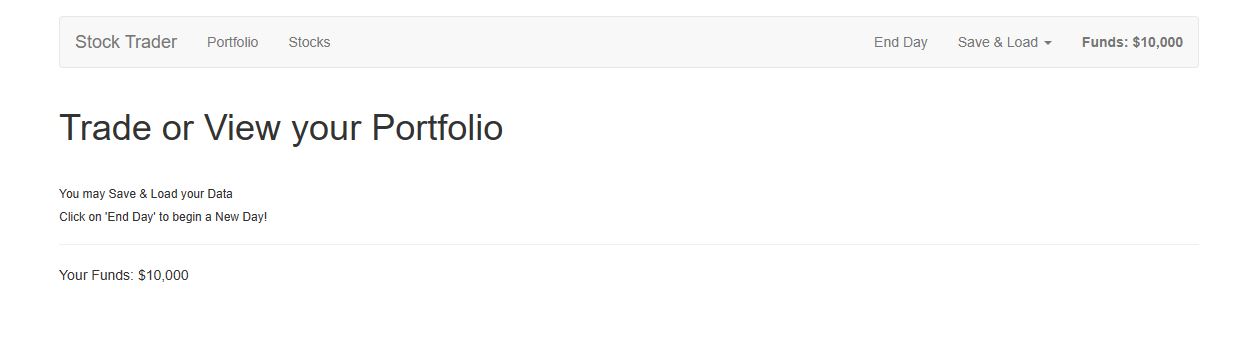 Stock Trader Portfolio Stocks End Day Save & Load Funds: $10,000
Trade or View your Portfolio
You may Save & Load your Data
Click on 'End Day' to begin a New Day!
Your Funds: $10,000